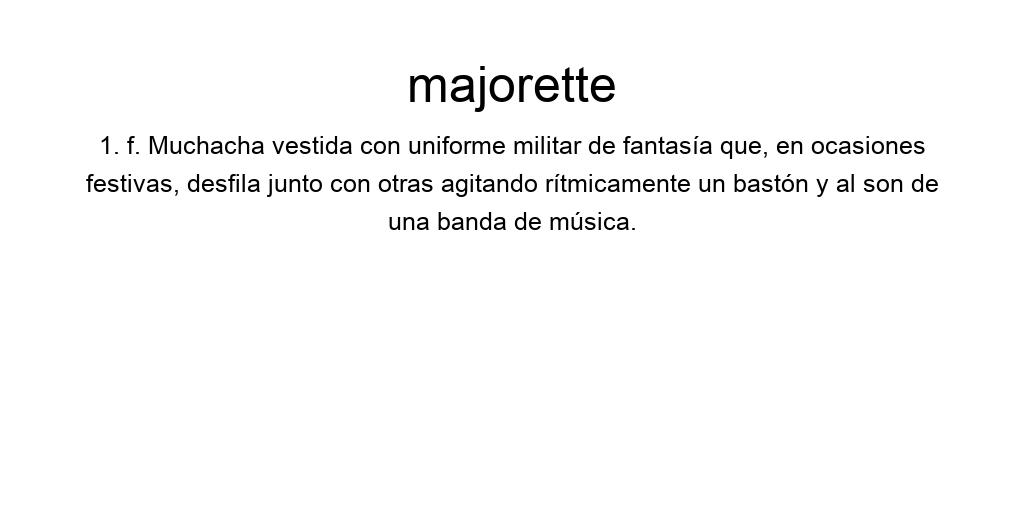 majorette
1. f. Muchacha vestida con uniforme militar de fantasía que, en ocasiones
festivas, desfila junto con otras agitando rítmicamente un bastón y al son de
una banda de música.